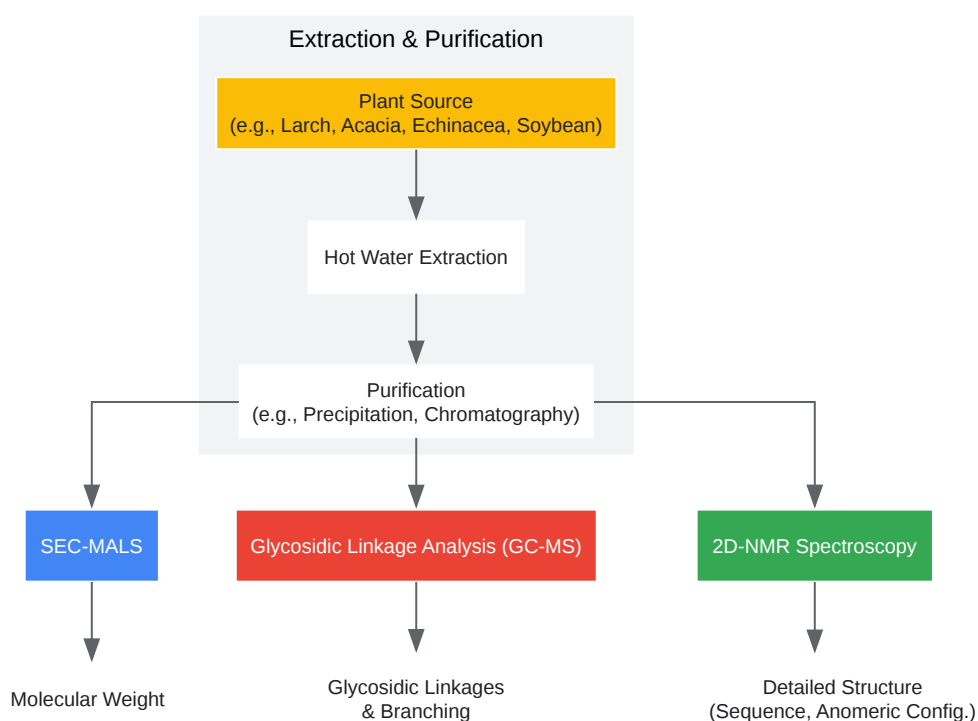 Extraction & Purification
Plant Source
(e.g., Larch, Acacia, Echinacea, Soybean)
Hot Water Extraction
Purification
(e.g., Precipitation, Chromatography)
SEC-MALS
Glycosidic Linkage Analysis (GC-MS)
2D-NMR Spectroscopy
Molecular Weight
Glycosidic Linkages
& Branching
Detailed Structure
(Sequence, Anomeric Config.)